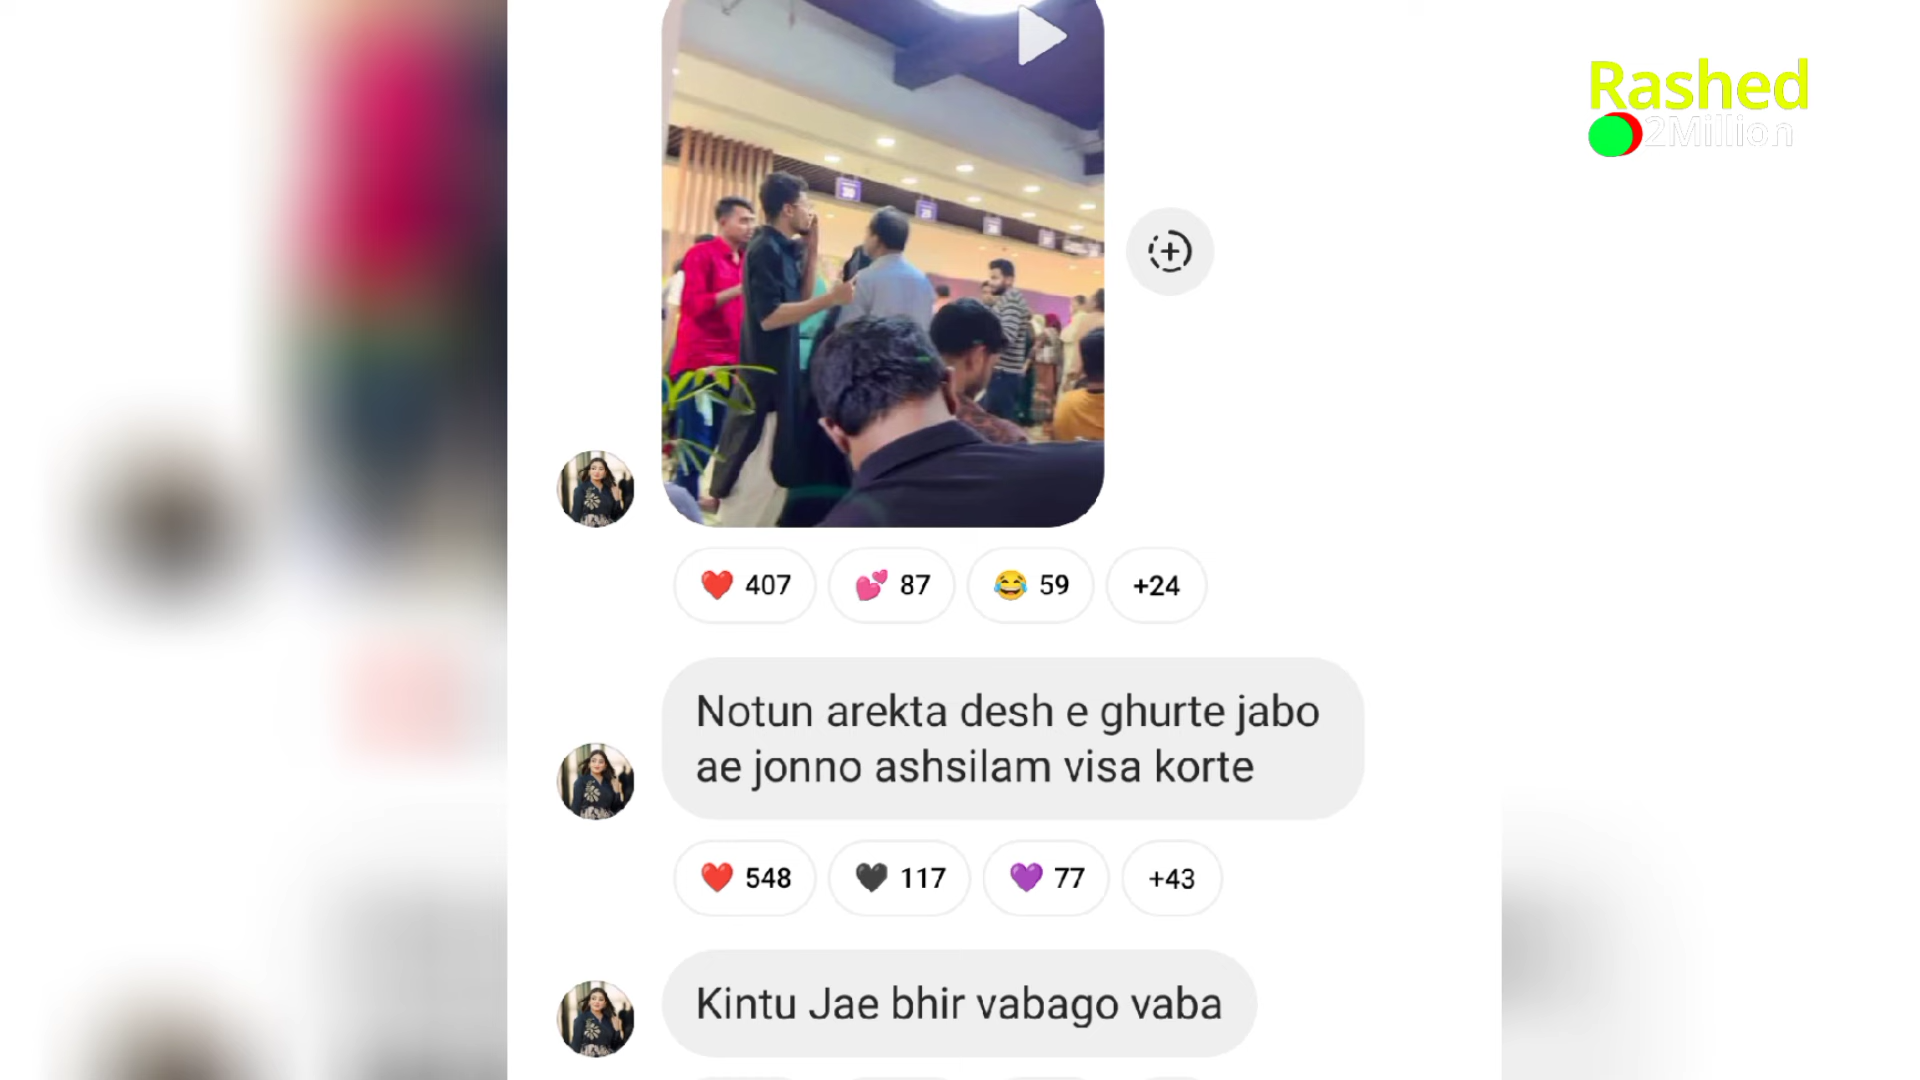 Rashed
2Million
407 87 59 +24
Notun arekta desh e ghurte jabo
ae jonno ashsilam visa korte
548 117 77 +43
Kintu Jae bhir vabago vaba